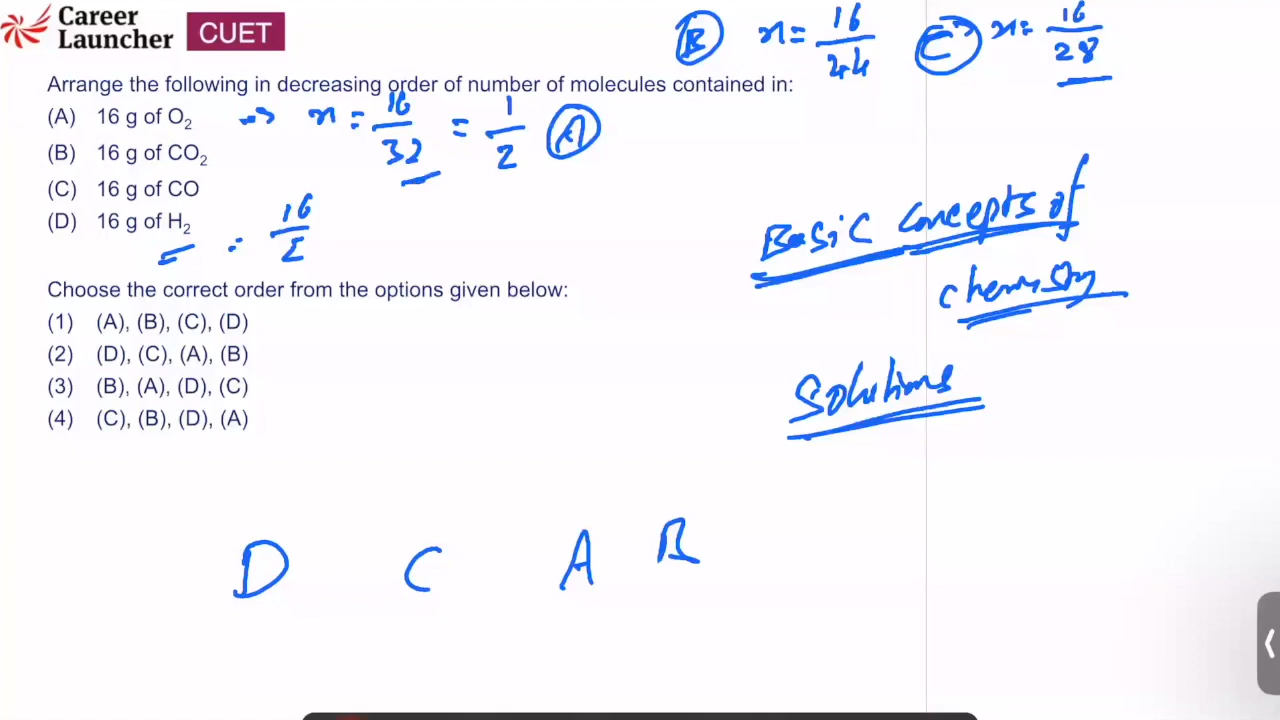 Career Launcher CUET
B n = 16/44 C n = 16/28
Arrange the following in decreasing order of number of molecules contained in:
(A) 16 g of O₂ => n = 16/32 = 1/2 A
(B) 16 g of CO₂
(C) 16 g of CO
(D) 16 g of H₂ = 16/2
Basic concepts of
chemistry
Choose the correct order from the options given below:
(1) (A), (B), (C), (D)
(2) (D), (C), (A), (B)
(3) (B), (A), (D), (C)
(4) (C), (B), (D), (A)
Solutions
D C A B